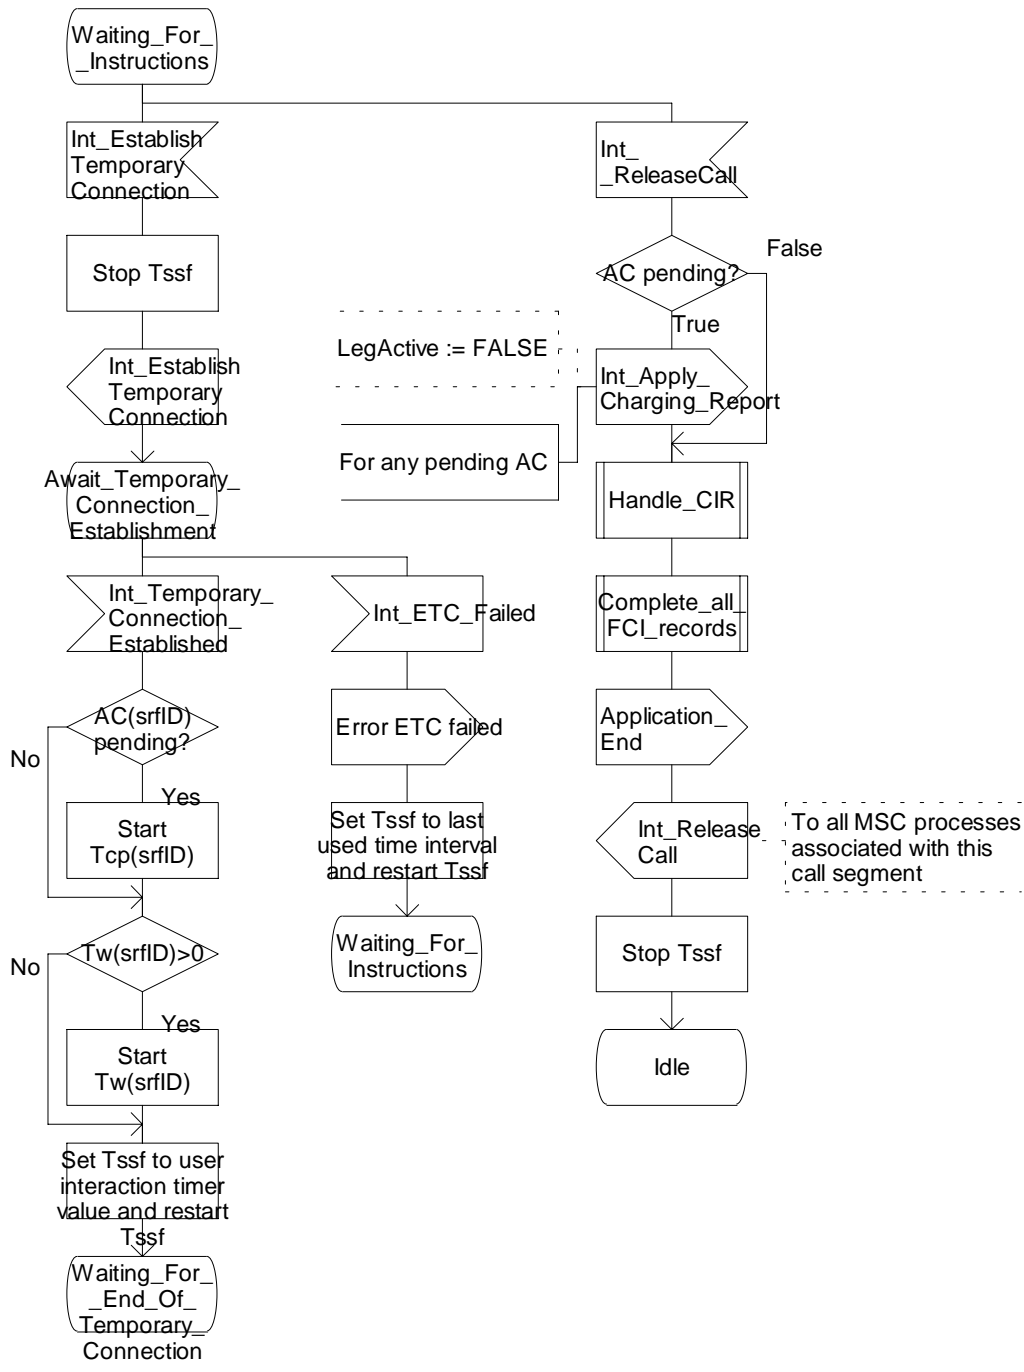 Waiting_For_
_Instructions
Int_Establish
Temporary
Connection
Int_
_ReleaseCall
Stop Tssf
AC pending?
False
True
LegActive := FALSE
Int_Establish
Temporary
Connection
Int_Apply_
Charging_Report
For any pending AC
Await_Temporary_
Connection_
Establishment
Handle_CIR
Int_Temporary_
Connection_
Established
Int_ETC_Failed
Complete_all_
FCI_records
AC(srfID)
pending?
No
Yes
Error ETC failed
Application_
End
Start
Tcp(srfID)
Set Tssf to last
used time interval
and restart Tssf
Int_Release_
Call
To all MSC processes
associated with this
call segment
Tw(srfID)>0
No
Yes
Waiting_For_
Instructions
Stop Tssf
Start
Tw(srfID)
Idle
Set Tssf to user
interaction timer
value and restart
Tssf
Waiting_For_
_End_Of_
Temporary_
Connection